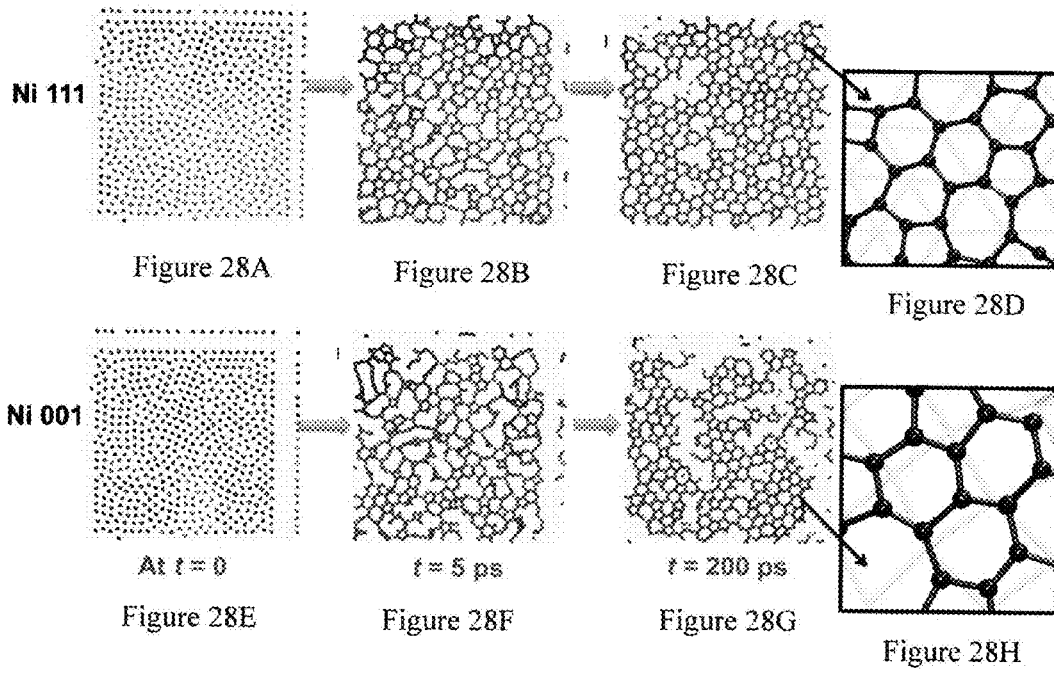 Ni 111
Figure 28A
Figure 28B
Figure 28C
Figure 28D
Ni 001
At t = 0
t = 5 ps
t = 200 ps
Figure 28E
Figure 28F
Figure 28G
Figure 28H